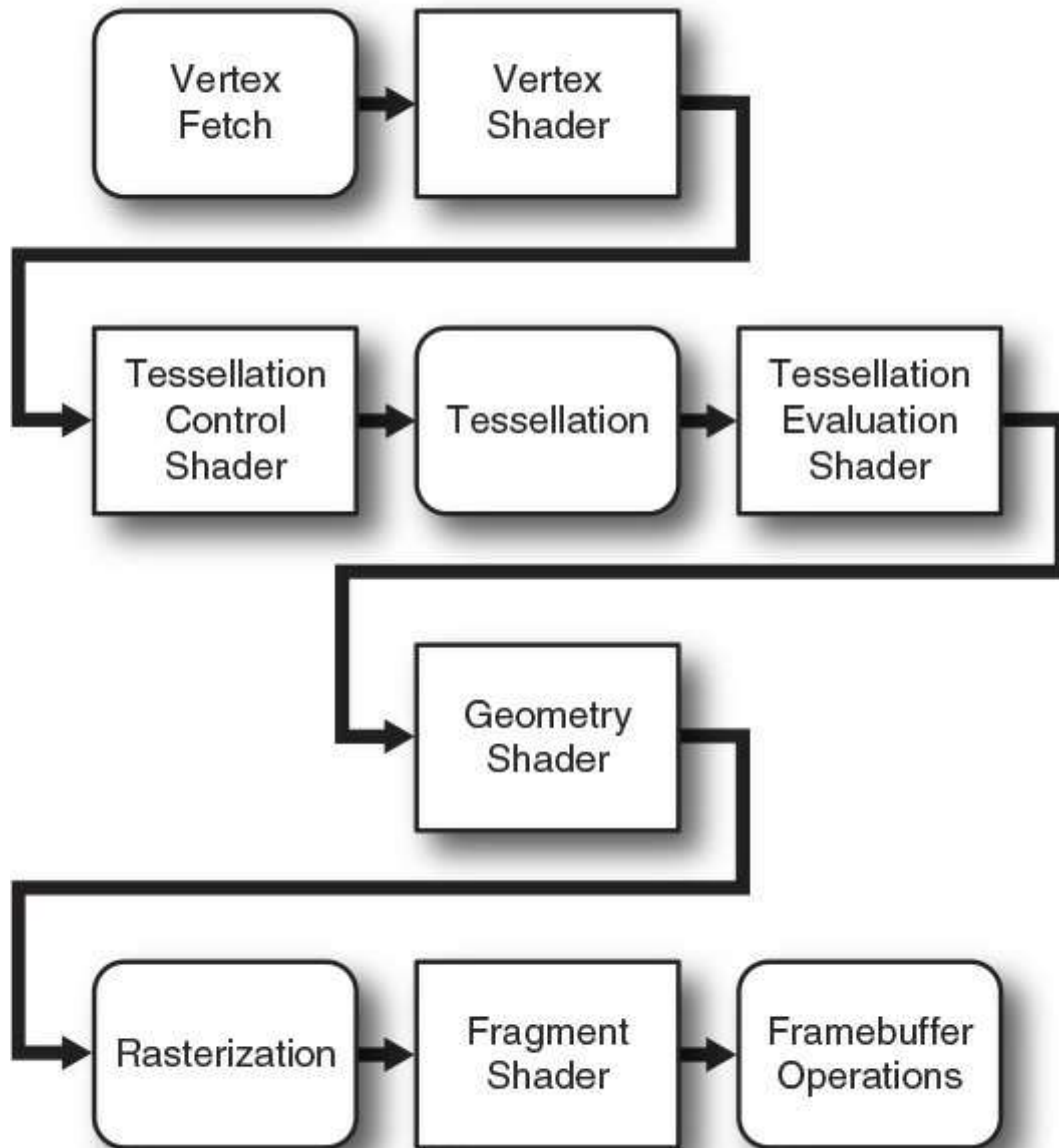 Vertex
Fetch
Vertex
Shader
Tessellation
Control
Shader
Tessellation
Tessellation
Evaluation
Shader
Geometry
Shader
Rasterization
Fragment
Shader
Framebuffer
Operations